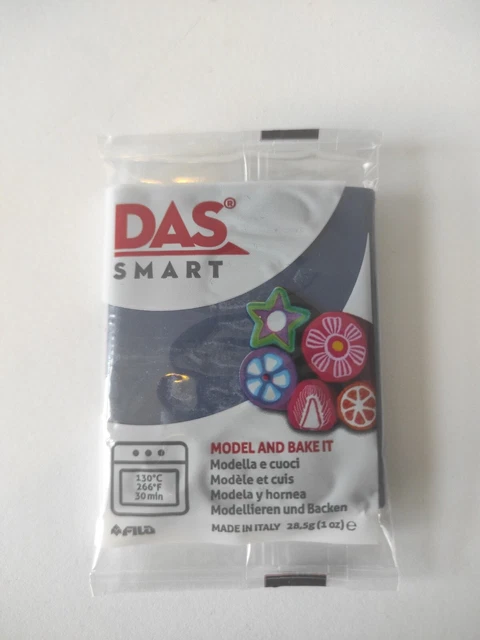 DAS®
SMART
MODEL AND BAKE IT
130°C
266°F
30 min
Modella e cuoci
Modèle et cuis
Modela y hornea
Modellieren und Backen
FILA
MADE IN ITALY 28,5g (1 oz) ℮